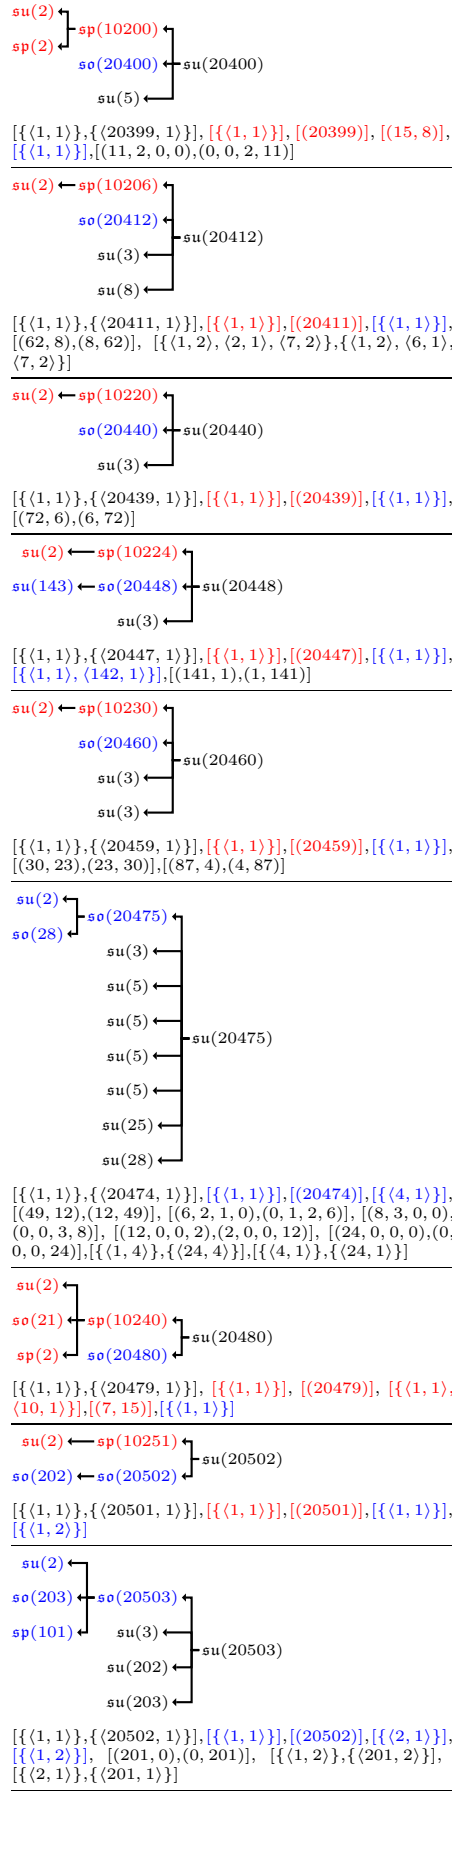 𝔰𝔲(2)
𝔰𝔭(10200)
𝔰𝔭(2)
𝔰𝔬(20400) 𝔰𝔲(20400)
𝔰𝔲(5)
[{⟨1, 1⟩},{⟨20399, 1⟩}], [{⟨1, 1⟩}], [(20399)], [(15, 8)],
[{⟨1, 1⟩}],[(11, 2, 0, 0),(0, 0, 2, 11)]
𝔰𝔲(2) 𝔰𝔭(10206)
𝔰𝔬(20412)
𝔰𝔲(20412)
𝔰𝔲(3)
𝔰𝔲(8)
[{⟨1, 1⟩},{⟨20411, 1⟩}],[{⟨1, 1⟩}],[(20411)],[{⟨1, 1⟩}],
[(62, 8),(8, 62)], [{⟨1, 2⟩, ⟨2, 1⟩, ⟨7, 2⟩},{⟨1, 2⟩, ⟨6, 1⟩,
⟨7, 2⟩}]
𝔰𝔲(2) 𝔰𝔭(10220)
𝔰𝔬(20440) 𝔰𝔲(20440)
𝔰𝔲(3)
[{⟨1, 1⟩},{⟨20439, 1⟩}],[{⟨1, 1⟩}],[(20439)],[{⟨1, 1⟩}],
[(72, 6),(6, 72)]
𝔰𝔲(2) 𝔰𝔭(10224)
𝔰𝔲(143) 𝔰𝔬(20448) 𝔰𝔲(20448)
𝔰𝔲(3)
[{⟨1, 1⟩},{⟨20447, 1⟩}],[{⟨1, 1⟩}],[(20447)],[{⟨1, 1⟩}],
[{⟨1, 1⟩, ⟨142, 1⟩}],[(141, 1),(1, 141)]
𝔰𝔲(2) 𝔰𝔭(10230)
𝔰𝔬(20460)
𝔰𝔲(20460)
𝔰𝔲(3)
𝔰𝔲(3)
[{⟨1, 1⟩},{⟨20459, 1⟩}],[{⟨1, 1⟩}],[(20459)],[{⟨1, 1⟩}],
[(30, 23),(23, 30)],[(87, 4),(4, 87)]
𝔰𝔲(2)
𝔰𝔬(20475)
𝔰𝔬(28)
𝔰𝔲(3)
𝔰𝔲(5)
𝔰𝔲(5)
𝔰𝔲(20475)
𝔰𝔲(5)
𝔰𝔲(5)
𝔰𝔲(25)
𝔰𝔲(28)
[{⟨1, 1⟩},{⟨20474, 1⟩}],[{⟨1, 1⟩}],[(20474)],[{⟨4, 1⟩}],
[(49, 12),(12, 49)], [(6, 2, 1, 0),(0, 1, 2, 6)], [(8, 3, 0, 0),
(0, 0, 3, 8)], [(12, 0, 0, 2),(2, 0, 0, 12)], [(24, 0, 0, 0),(0,
0, 0, 24)],[{⟨1, 4⟩},{⟨24, 4⟩}],[{⟨4, 1⟩},{⟨24, 1⟩}]
𝔰𝔲(2)
𝔰𝔬(21) 𝔰𝔭(10240)
𝔰𝔲(20480)
𝔰𝔭(2) 𝔰𝔬(20480)
[{⟨1, 1⟩},{⟨20479, 1⟩}], [{⟨1, 1⟩}], [(20479)], [{⟨1, 1⟩,
⟨10, 1⟩}],[(7, 15)],[{⟨1, 1⟩}]
𝔰𝔲(2) 𝔰𝔭(10251)
𝔰𝔲(20502)
𝔰𝔬(202) 𝔰𝔬(20502)
[{⟨1, 1⟩},{⟨20501, 1⟩}],[{⟨1, 1⟩}],[(20501)],[{⟨1, 1⟩}],
[{⟨1, 2⟩}]
𝔰𝔲(2)
𝔰𝔬(203) 𝔰𝔬(20503)
𝔰𝔭(101) 𝔰𝔲(3)
𝔰𝔲(20503)
𝔰𝔲(202)
𝔰𝔲(203)
[{⟨1, 1⟩},{⟨20502, 1⟩}],[{⟨1, 1⟩}],[(20502)],[{⟨2, 1⟩}],
[{⟨1, 2⟩}], [(201, 0),(0, 201)], [{⟨1, 2⟩},{⟨201, 2⟩}],
[{⟨2, 1⟩},{⟨201, 1⟩}]